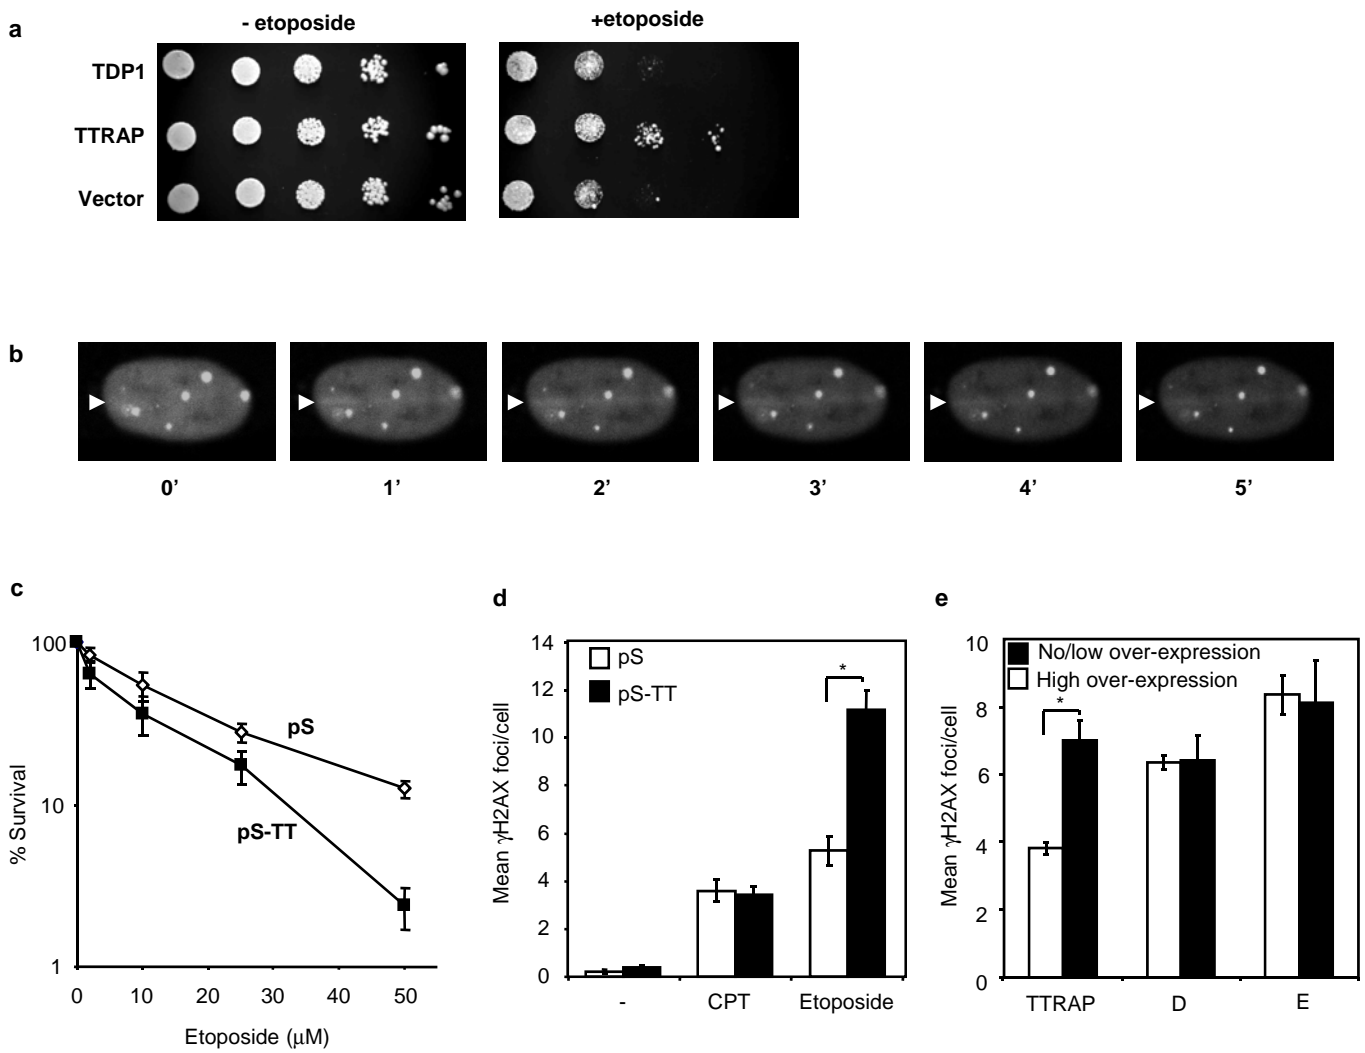 a
- etoposide
+etoposide
TDP1
TTRAP
Vector
b
0’
1’
2’
3’
4’
5’
c
100
10
1
% Survival
pS
pS-TT
0
10
20
30
40
50
Etoposide (μM)
d
14
12
10
8
6
4
2
0
Mean γH2AX foci/cell
pS
pS-TT
*
-
CPT
Etoposide
e
10
8
6
4
2
0
Mean γH2AX foci/cell
No/low over-expression
High over-expression
*
TTRAP
D
E